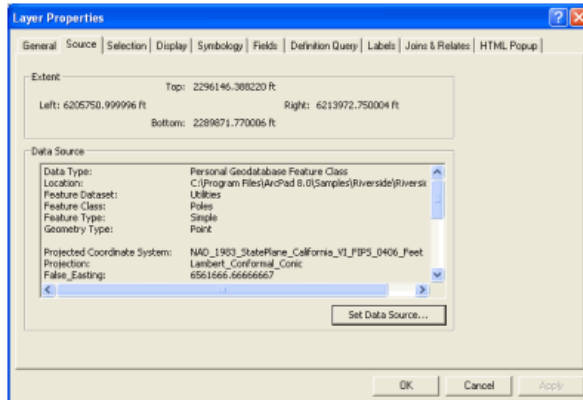 Layer Properties
General Source Selection Display Symbology Fields Definition Query Labels Joins & Relates HTML Popup
Extent
Top: 2296146.388220 ft
Left: 6205750.999996 ft Right: 6213972.750004 ft
Bottom: 2289871.770006 ft
Data Source
Data Type: Personal Geodatabase Feature Class
Location: C:\Program Files\ArcPad 8.0\Samples\Riverside\Riversi
Feature Dataset: Utilities
Feature Class: Poles
Feature Type: Simple
Geometry Type: Point
Projected Coordinate System: NAD_1983_StatePlane_California_VI_FIPS_0406_Feet
Projection: Lambert_Conformal_Conic
False_Easting: 6561666.66666667
Set Data Source...
OK Cancel Apply